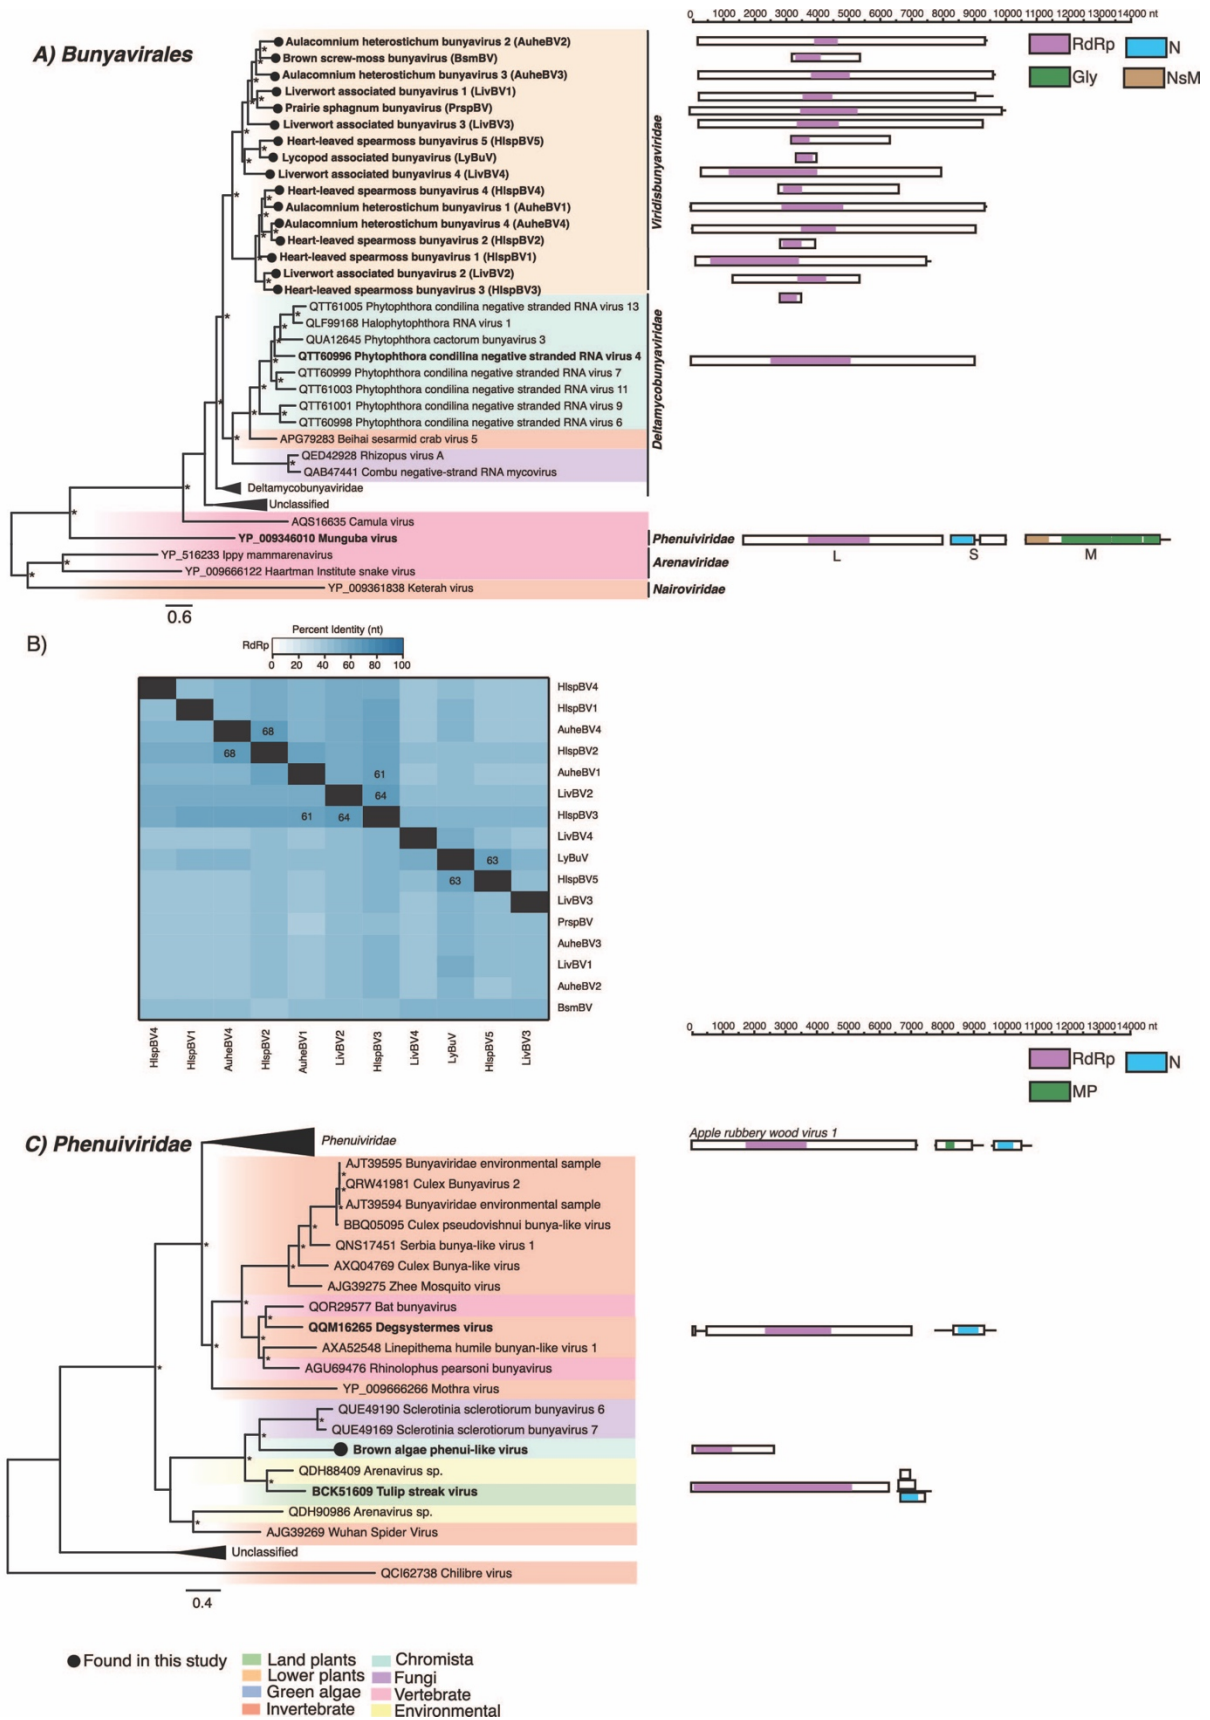 0 1000 2000 3000 4000 5000 6000 7000 8000 9000 10000 11000 12000 13000 14000 nt
A) Bunyavirales
RdRp
N
Gly
NsM
Aulacomnium heterostichum bunyavirus 2 (AuheBV2)
Brown screw-moss bunyavirus (BsmBV)
Aulacomnium heterostichum bunyavirus 3 (AuheBV3)
Liverwort associated bunyavirus 1 (LivBV1)
Prairie sphagnum bunyavirus (PrspBV)
Liverwort associated bunyavirus 3 (LivBV3)
Heart-leaved spearmoss bunyavirus 5 (HlspBV5)
Lycopod associated bunyavirus (LyBuV)
Liverwort associated bunyavirus 4 (LivBV4)
Heart-leaved spearmoss bunyavirus 4 (HlspBV4)
Aulacomnium heterostichum bunyavirus 1 (AuheBV1)
Aulacomnium heterostichum bunyavirus 4 (AuheBV4)
Heart-leaved spearmoss bunyavirus 2 (HlspBV2)
Heart-leaved spearmoss bunyavirus 1 (HlspBV1)
Liverwort associated bunyavirus 2 (LivBV2)
Heart-leaved spearmoss bunyavirus 3 (HlspBV3)
Viridisbunyaviridae
QTT61005 Phytophthora condilina negative stranded RNA virus 13
QLF99168 Halophytophthora RNA virus 1
QUA12645 Phytophthora cactorum bunyavirus 3
QTT60996 Phytophthora condilina negative stranded RNA virus 4
QTT60999 Phytophthora condilina negative stranded RNA virus 7
QTT61003 Phytophthora condilina negative stranded RNA virus 11
QTT61001 Phytophthora condilina negative stranded RNA virus 9
QTT60998 Phytophthora condilina negative stranded RNA virus 6
APG79283 Beihai sesarmid crab virus 5
QED42928 Rhizopus virus A
QAB47441 Combu negative-strand RNA mycovirus
Deltamycobunyaviridae
Deltamycobunyaviridae
Unclassified
AQS16635 Camula virus
YP_009346010 Munguba virus
Phenuiviridae
L
S
M
YP_516233 Ippy mammarenavirus
YP_009666122 Haartman Institute snake virus
Arenaviridae
YP_009361838 Keterah virus
Nairoviridae
0.6
B)
Percent Identity (nt)
RdRp
0 20 40 60 80 100
HlspBV4
HlspBV1
AuheBV4
68
HlspBV2
68
AuheBV1
61
LivBV2
64
HlspBV3
61 64
LivBV4
LyBuV
63
HlspBV5
63
LivBV3
PrspBV
AuheBV3
LivBV1
AuheBV2
BsmBV
HlspBV4 HlspBV1 AuheBV4 HlspBV2 AuheBV1 LivBV2 HlspBV3 LivBV4 LyBuV HlspBV5 LivBV3
0 1000 2000 3000 4000 5000 6000 7000 8000 9000 10000 11000 12000 13000 14000 nt
RdRp
N
MP
C) Phenuiviridae
Phenuiviridae
Apple rubbery wood virus 1
AJT39595 Bunyaviridae environmental sample
QRW41981 Culex Bunyavirus 2
AJT39594 Bunyaviridae environmental sample
BBQ05095 Culex pseudovishnui bunya-like virus
QNS17451 Serbia bunya-like virus 1
AXQ04769 Culex Bunya-like virus
AJG39275 Zhee Mosquito virus
QOR29577 Bat bunyavirus
QQM16265 Degsystermes virus
AXA52548 Linepithema humile bunyan-like virus 1
AGU69476 Rhinolophus pearsoni bunyavirus
YP_009666266 Mothra virus
QUE49190 Sclerotinia sclerotiorum bunyavirus 6
QUE49169 Sclerotinia sclerotiorum bunyavirus 7
Brown algae phenui-like virus
QDH88409 Arenavirus sp.
BCK51609 Tulip streak virus
QDH90986 Arenavirus sp.
AJG39269 Wuhan Spider Virus
Unclassified
QCI62738 Chilibre virus
0.4
Found in this study
Land plants
Lower plants
Green algae
Invertebrate
Chromista
Fungi
Vertebrate
Environmental